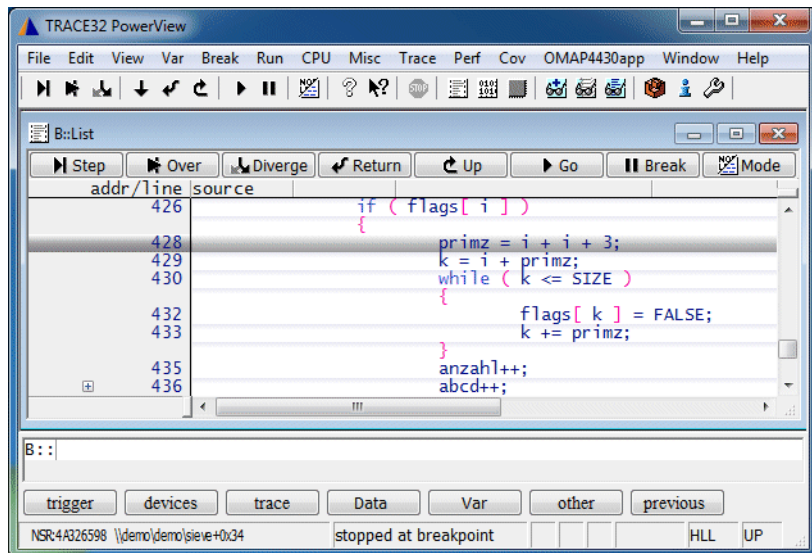 TRACE32 PowerView
File Edit View Var Break Run CPU Misc Trace Perf Cov OMAP4430app Window Help
B::List
Step Over Diverge Return Up Go Break Mode
addr/line source
426 if ( flags[ i ] )
{
428 primz = i + i + 3;
429 k = i + primz;
430 while ( k <= SIZE )
{
432 flags[ k ] = FALSE;
433 k += primz;
}
435 anzahl++;
436 abcd++;
B::
trigger devices trace Data Var other previous
NSR:4A326598 \\demo\demo\sieve+0x34 stopped at breakpoint HLL UP